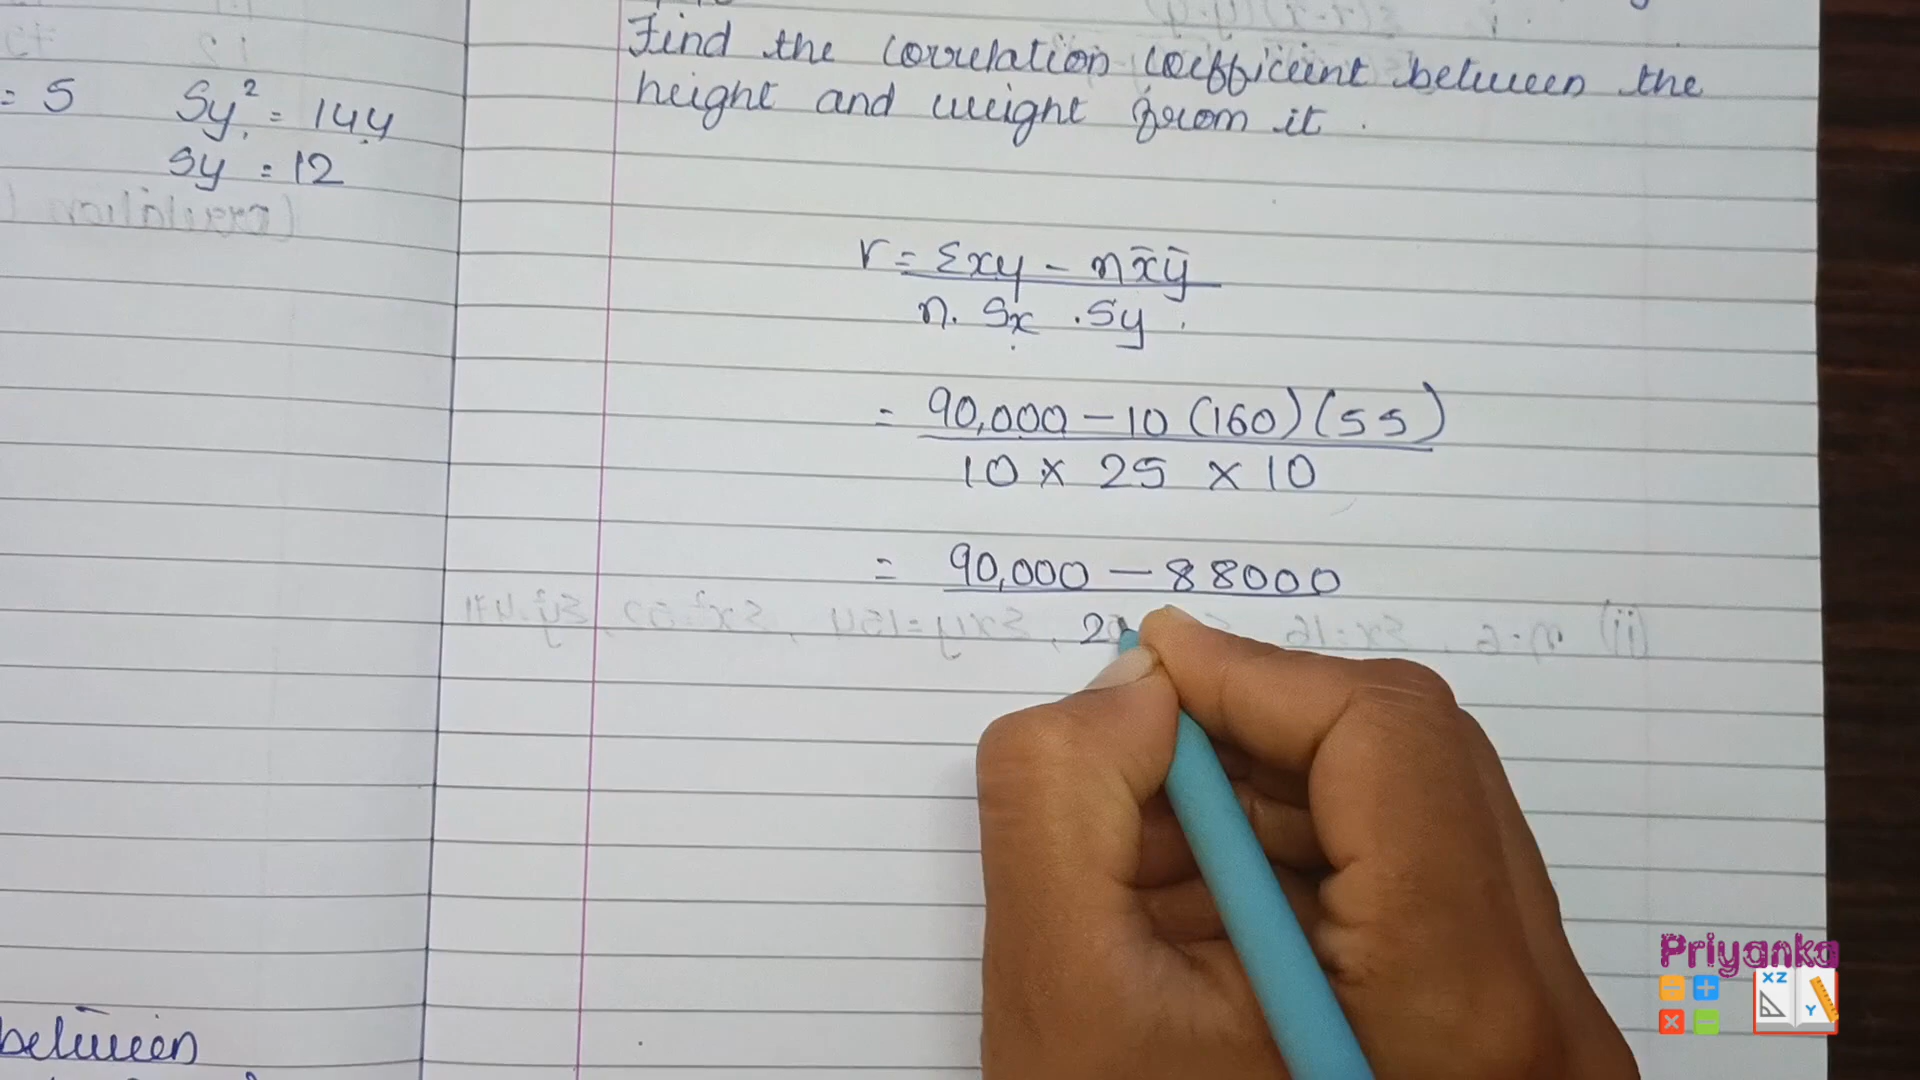 = 5 Sy² = 144
Sy = 12
Find the correlation coefficient between the
height and weight from it.
r = Σxy - nx̄ȳ
n. Sx . Sy .
= 90,000 - 10 (160) (55)
10 x 25 x 10
= 90,000 - 88000
between
Priyanka
XZ
Y